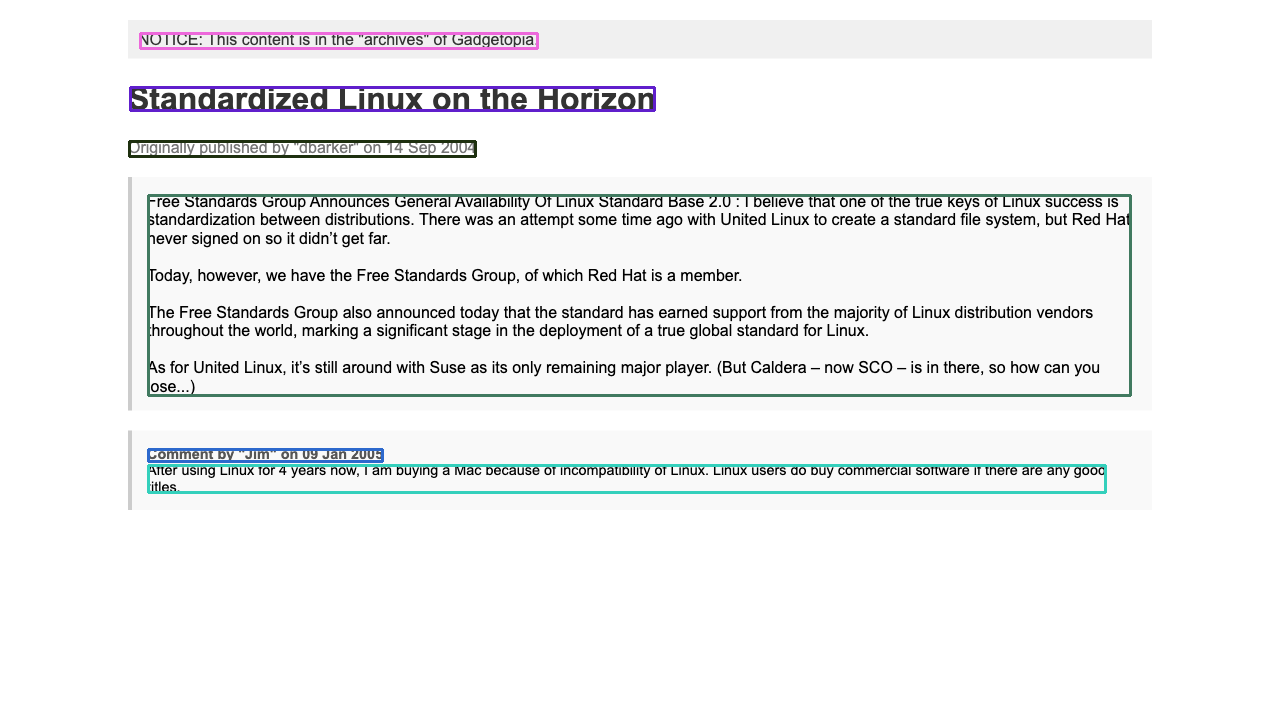 NOTICE: This content is in the "archives" of Gadgetopia
Standardized Linux on the Horizon
Originally published by "dbarker" on 14 Sep 2004
Free Standards Group Announces General Availability Of Linux Standard Base 2.0 : I believe that one of the true keys of Linux success is
standardization between distributions. There was an attempt some time ago with United Linux to create a standard file system, but Red Hat
never signed on so it didn’t get far.
Today, however, we have the Free Standards Group, of which Red Hat is a member.
The Free Standards Group also announced today that the standard has earned support from the majority of Linux distribution vendors
throughout the world, marking a significant stage in the deployment of a true global standard for Linux.
As for United Linux, it’s still around with Suse as its only remaining major player. (But Caldera – now SCO – is in there, so how can you
lose...)
Comment by "Jim" on 09 Jan 2005
After using Linux for 4 years now, I am buying a Mac because of incompatibility of Linux. Linux users do buy commercial software if there are any good
titles.